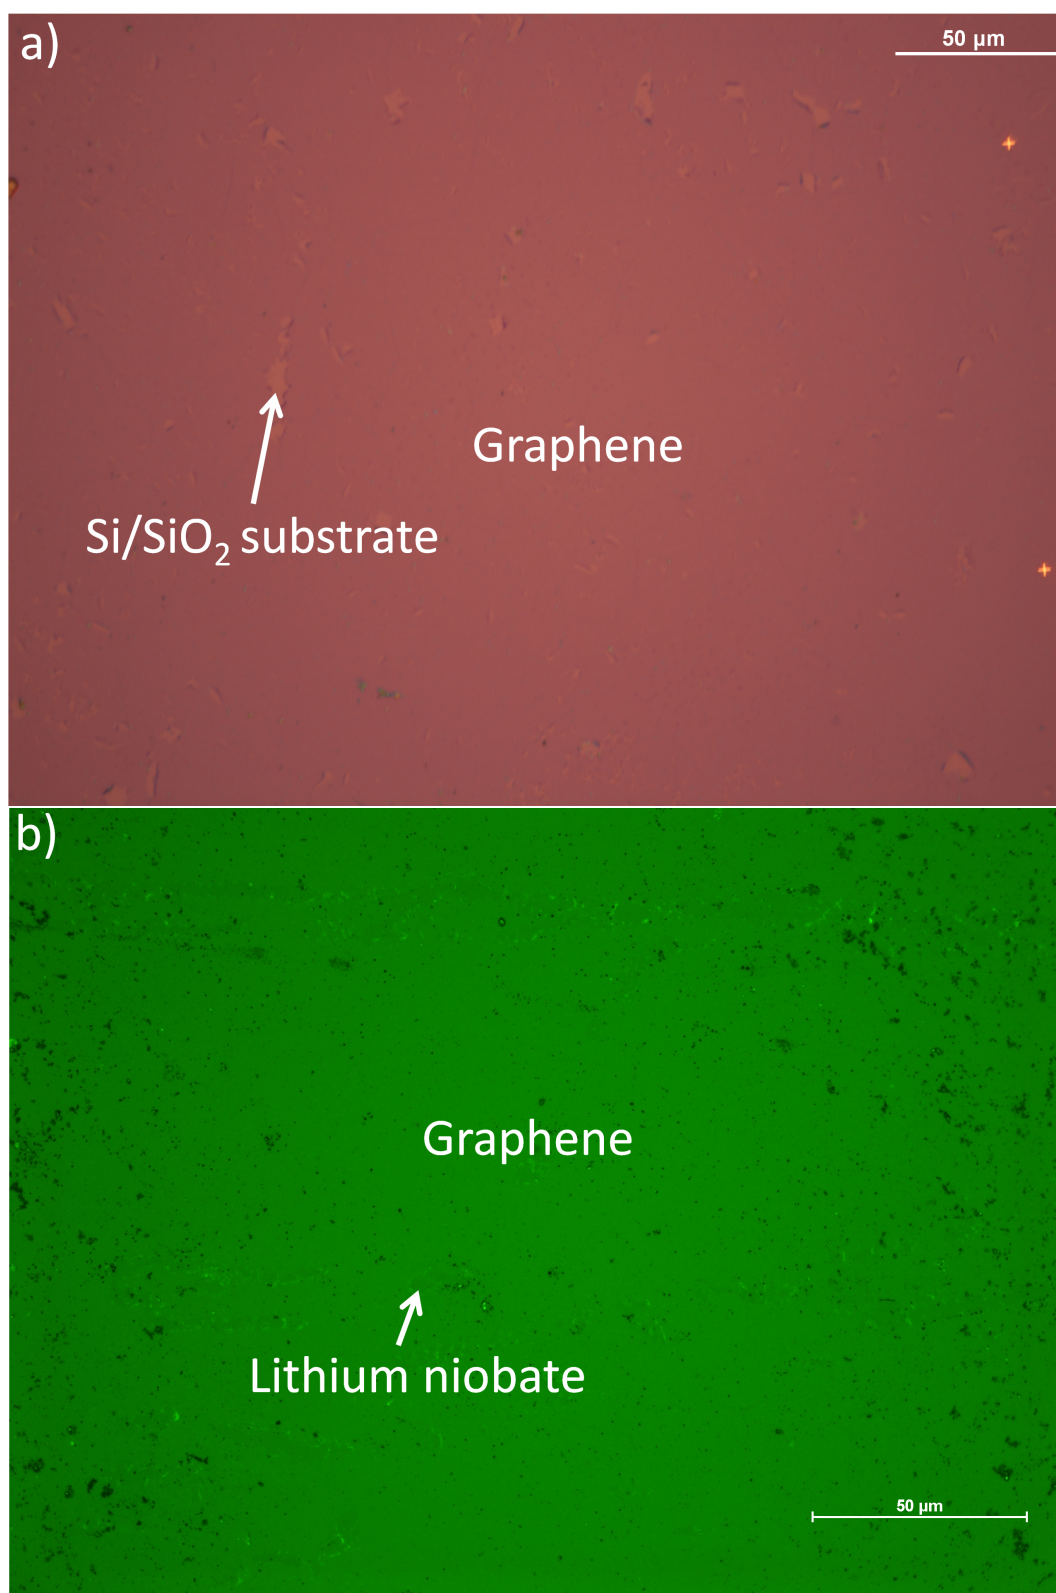 a)
50 µm
Graphene
Si/SiO₂ substrate
b)
Graphene
Lithium niobate
50 µm